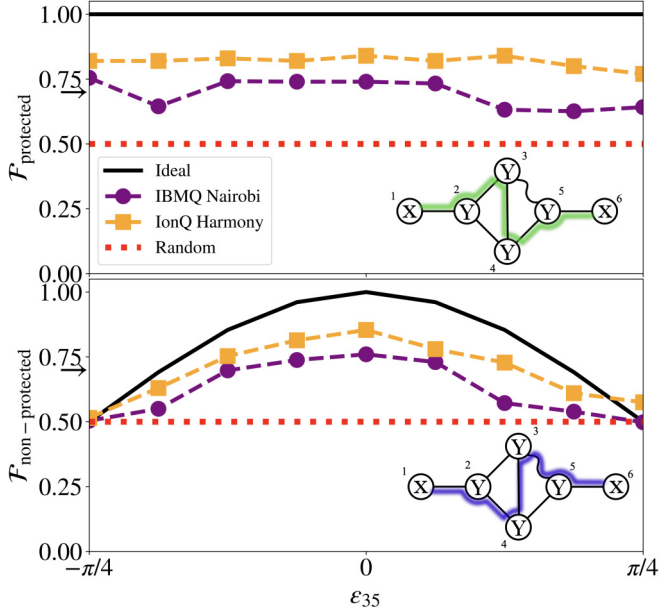 1.00
0.75
→
0.50
0.25
0.00
F_protected
Ideal
IBMQ Nairobi
IonQ Harmony
Random
1
2
3
4
5
6
X
Y
Y
Y
Y
X
1.00
0.75
→
0.50
0.25
0.00
F_non−protected
1
2
3
4
5
6
X
Y
Y
Y
Y
X
−π/4
0
π/4
ε35